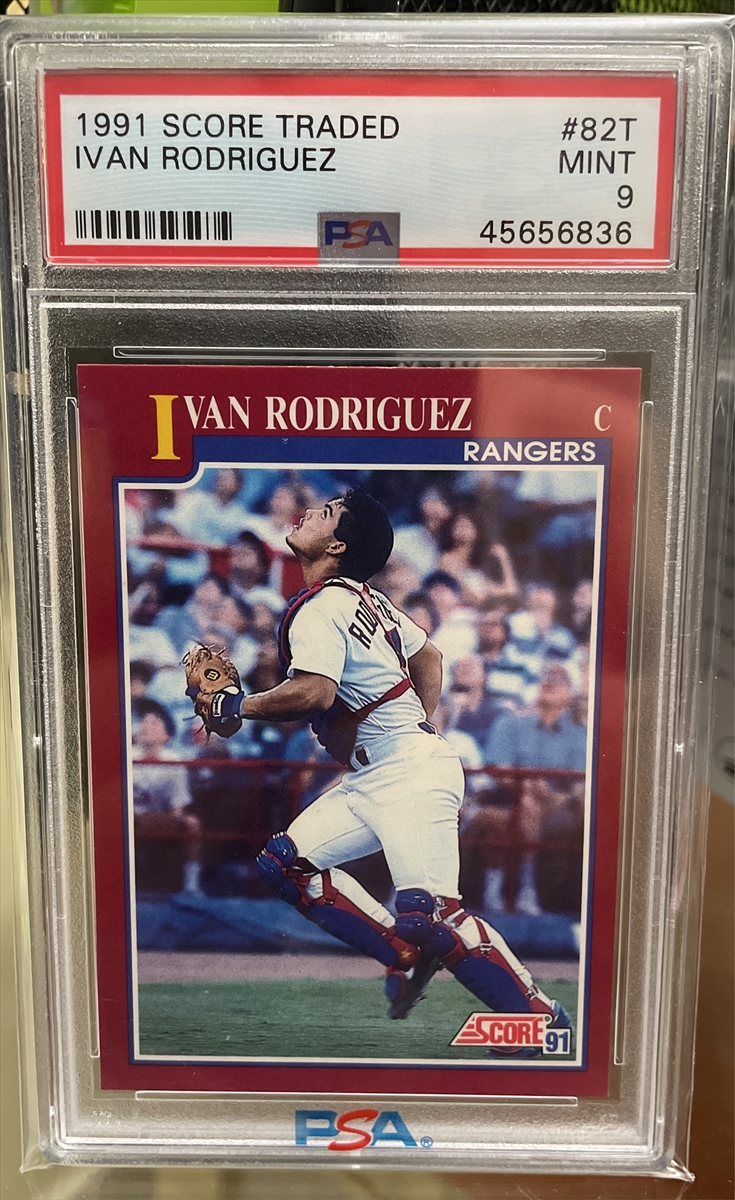 1991 SCORE TRADED #82T
IVAN RODRIGUEZ MINT
9
PSA 45656836
IVAN RODRIGUEZ C
RANGERS
SCORE® 91
PSA®